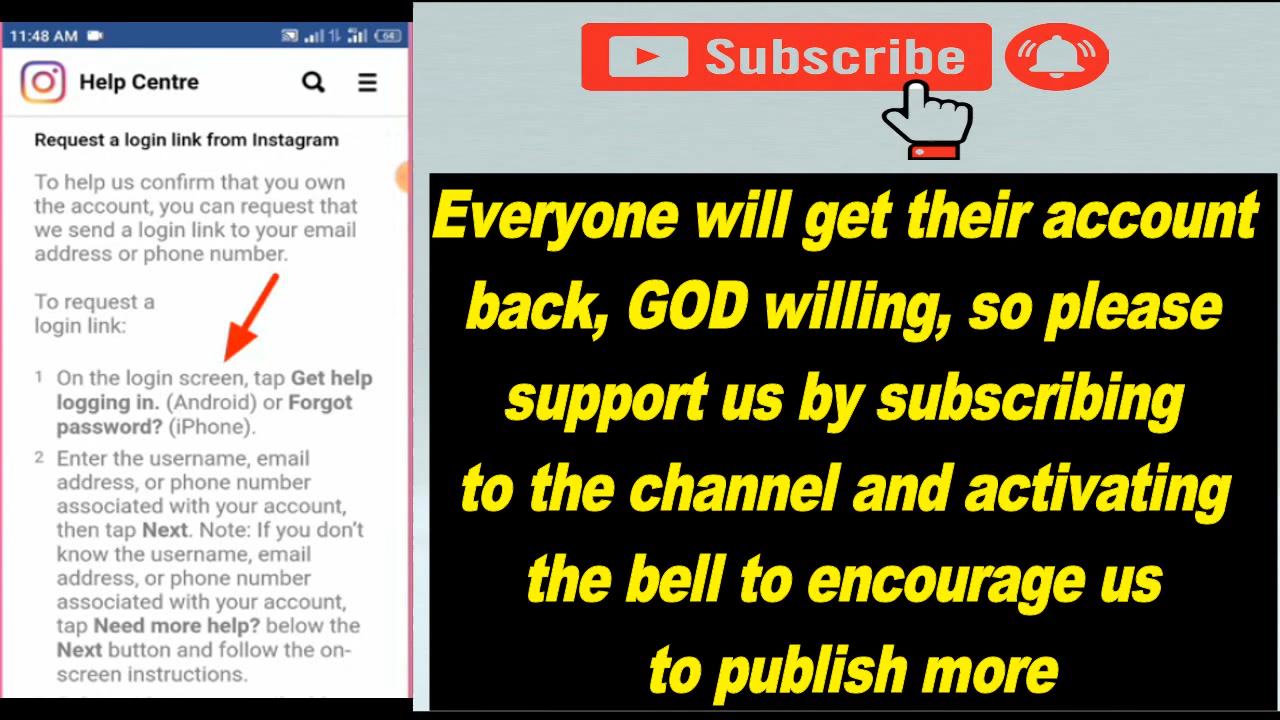 11:48 AM
64
Help Centre
Request a login link from Instagram
To help us confirm that you own
the account, you can request that
we send a login link to your email
address or phone number.
To request a
login link:
1 On the login screen, tap Get help
logging in. (Android) or Forgot
password? (iPhone).
2 Enter the username, email
address, or phone number
associated with your account,
then tap Next. Note: If you don't
know the username, email
address, or phone number
associated with your account,
tap Need more help? below the
Next button and follow the on-
screen instructions.
Subscribe
Everyone will get their account
back, GOD willing, so please
support us by subscribing
to the channel and activating
the bell to encourage us
to publish more